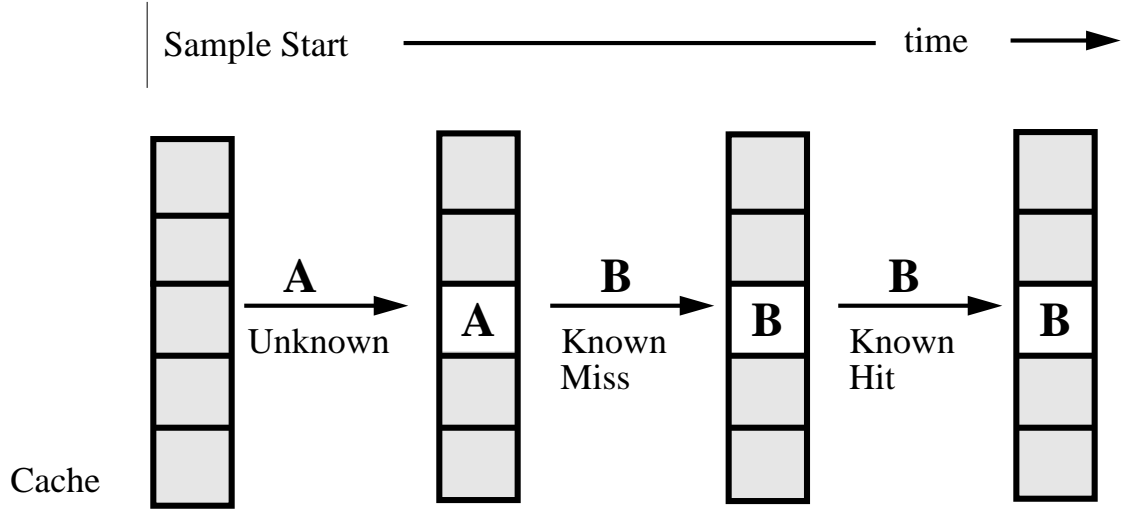 Sample Start
time
A
B
B
A
B
B
Unknown
Known
Miss
Known
Hit
Cache